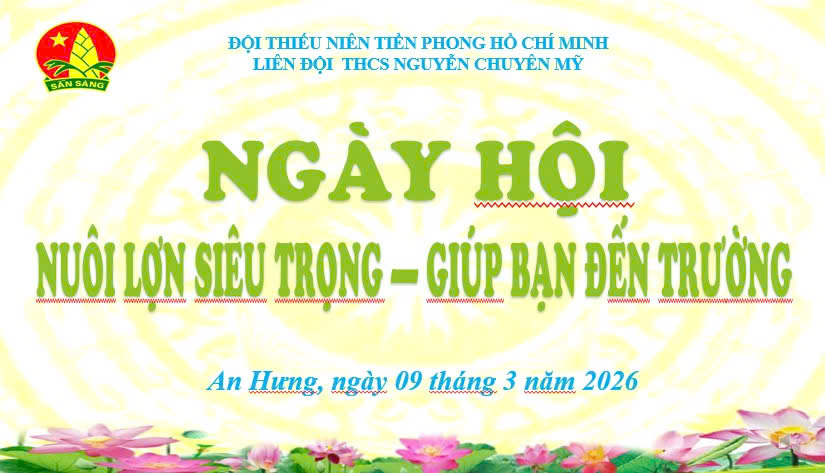 ĐỘI THIẾU NIÊN TIỀN PHONG HỒ CHÍ MINH
LIÊN ĐỘI THCS NGUYỄN CHUYÊN MỸ
SẴN SÀNG
NGÀY HỘI
NUÔI LỢN SIÊU TRỌNG – GIÚP BẠN ĐẾN TRƯỜNG
An Hưng, ngày 09 tháng 3 năm 2026